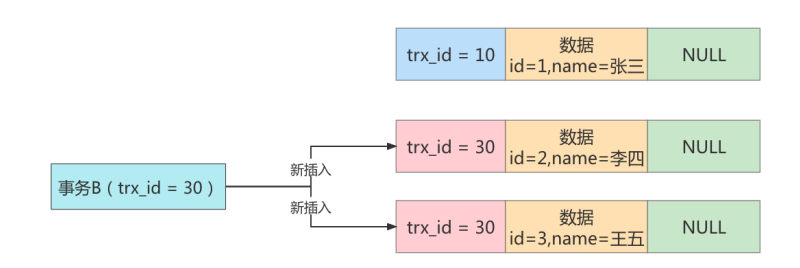 trx_id = 10
数据
id=1,name=张三
NULL
trx_id = 30
数据
id=2,name=李四
NULL
新插入
事务B（trx_id = 30）
新插入
trx_id = 30
数据
id=3,name=王五
NULL